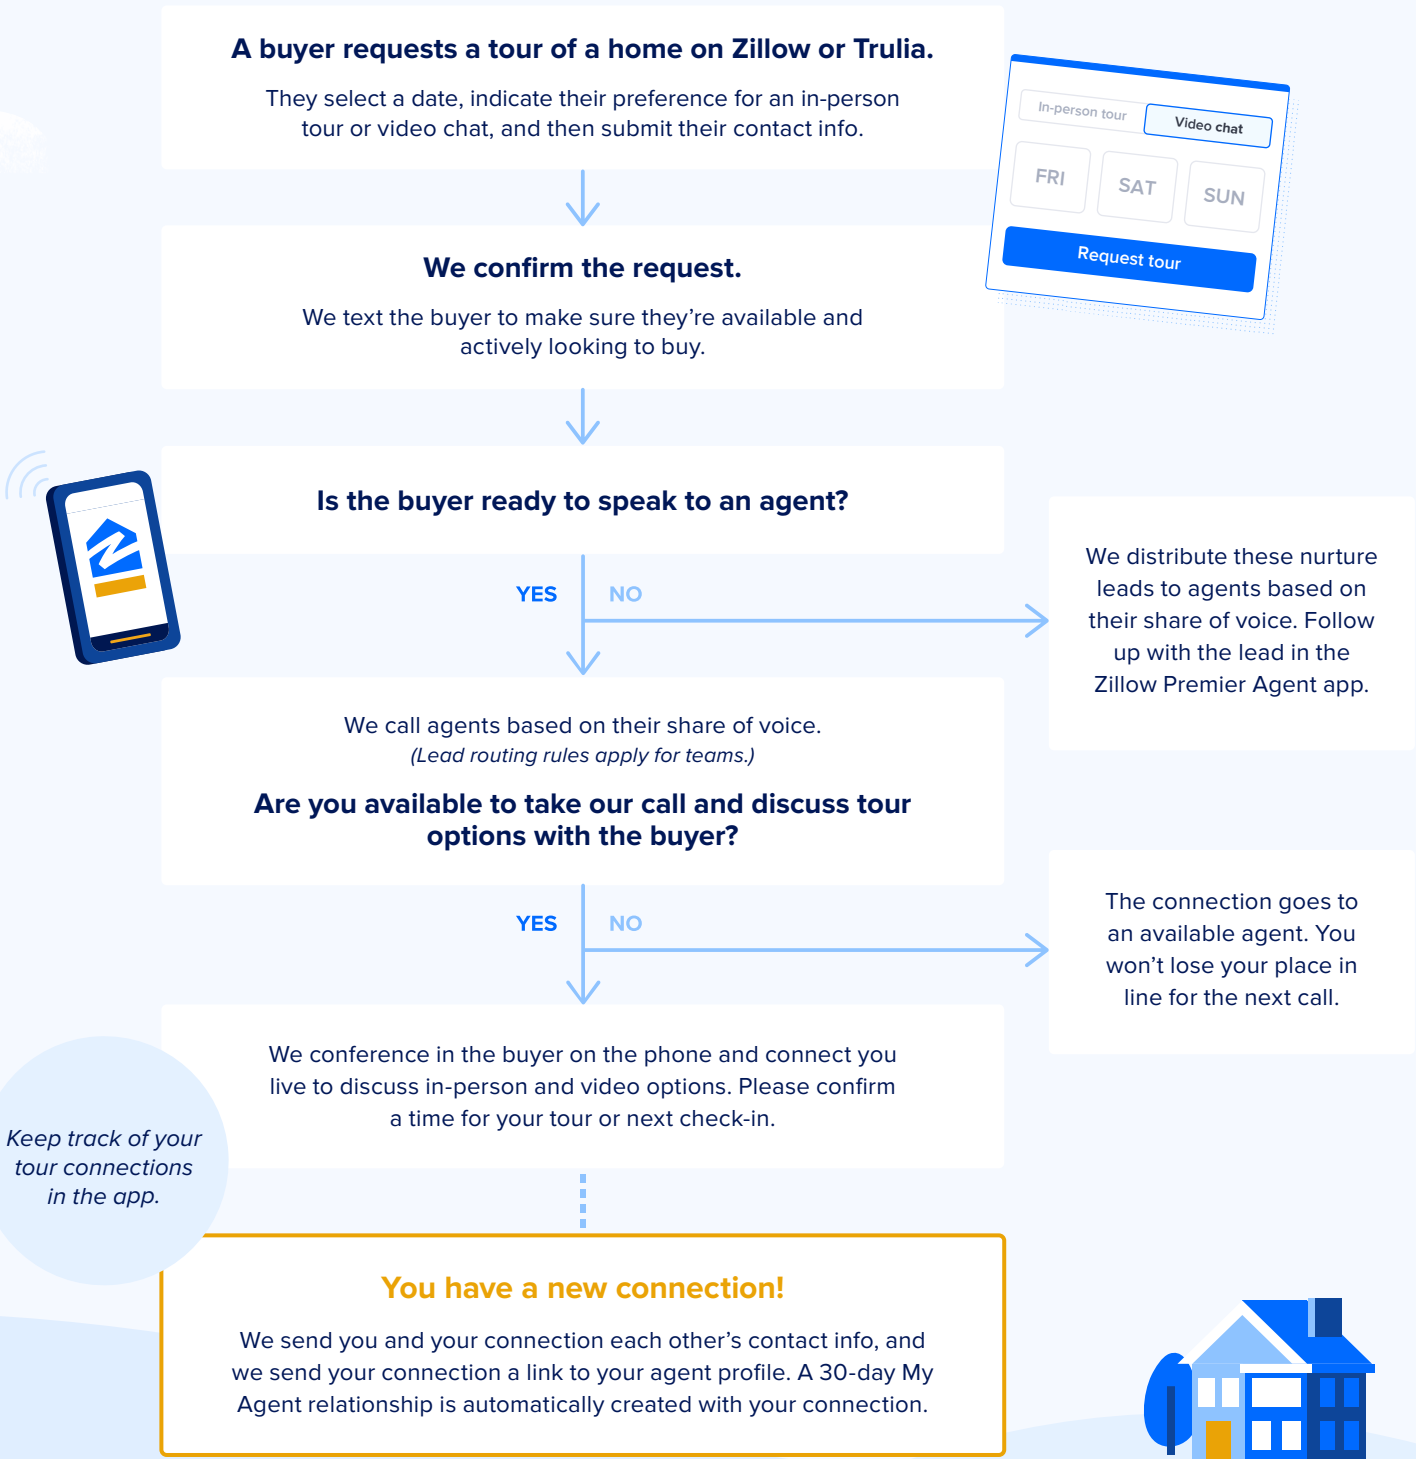 A buyer requests a tour of a home on Zillow or Trulia.
They select a date, indicate their preference for an in-person
tour or video chat, and then submit their contact info.
In-person tour
Video chat
FRI
SAT
SUN
Request tour
We confirm the request.
We text the buyer to make sure they’re available and
actively looking to buy.
Is the buyer ready to speak to an agent?
YES
NO
We distribute these nurture
leads to agents based on
their share of voice. Follow
up with the lead in the
Zillow Premier Agent app.
We call agents based on their share of voice.
(Lead routing rules apply for teams.)
Are you available to take our call and discuss tour
options with the buyer?
YES
NO
The connection goes to
an available agent. You
won’t lose your place in
line for the next call.
We conference in the buyer on the phone and connect you
live to discuss in-person and video options. Please confirm
a time for your tour or next check-in.
Keep track of your
tour connections
in the app.
You have a new connection!
We send you and your connection each other’s contact info, and
we send your connection a link to your agent profile. A 30-day My
Agent relationship is automatically created with your connection.